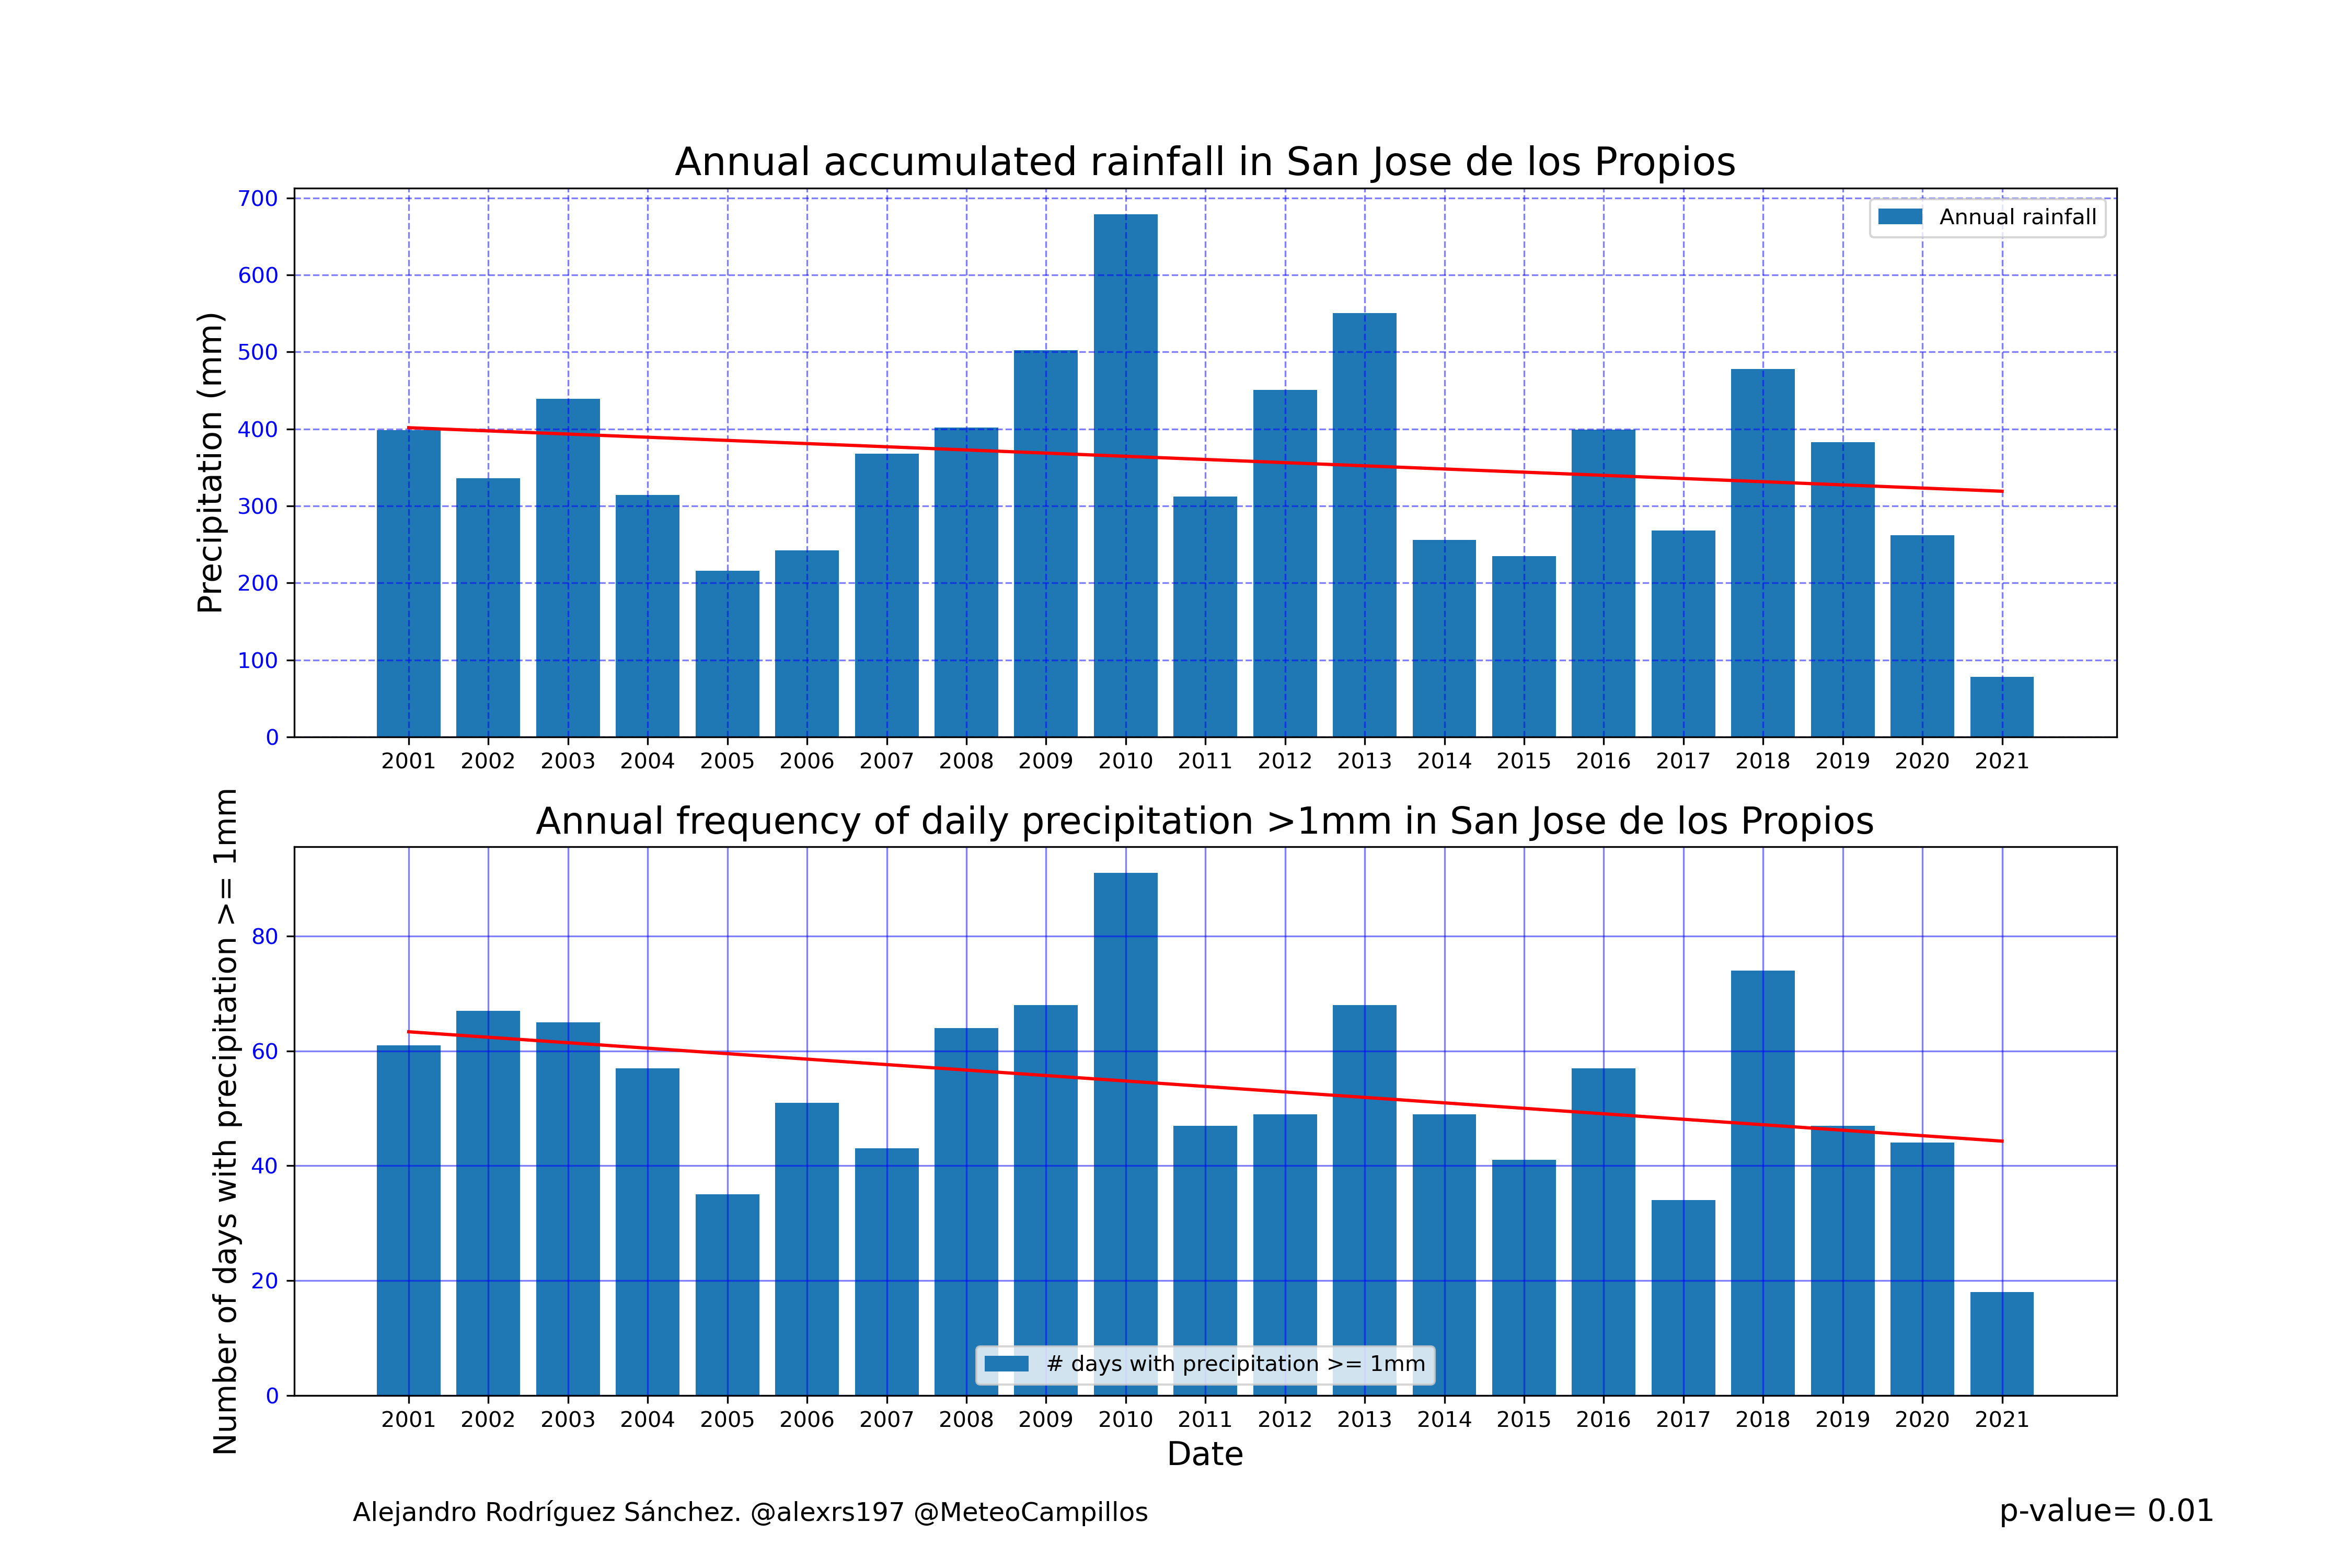 Annual accumulated rainfall in San Jose de los Propios
Precipitation (mm)
700
600
500
400
300
200
100
0
Annual rainfall
2001 2002 2003 2004 2005 2006 2007 2008 2009 2010 2011 2012 2013 2014 2015 2016 2017 2018 2019 2020 2021
Annual frequency of daily precipitation >1mm in San Jose de los Propios
Number of days with precipitation >= 1mm
80
60
40
20
0
# days with precipitation >= 1mm
2001 2002 2003 2004 2005 2006 2007 2008 2009 2010 2011 2012 2013 2014 2015 2016 2017 2018 2019 2020 2021
Date
Alejandro Rodríguez Sánchez. @alexrs197 @MeteoCampillos
p-value= 0.01